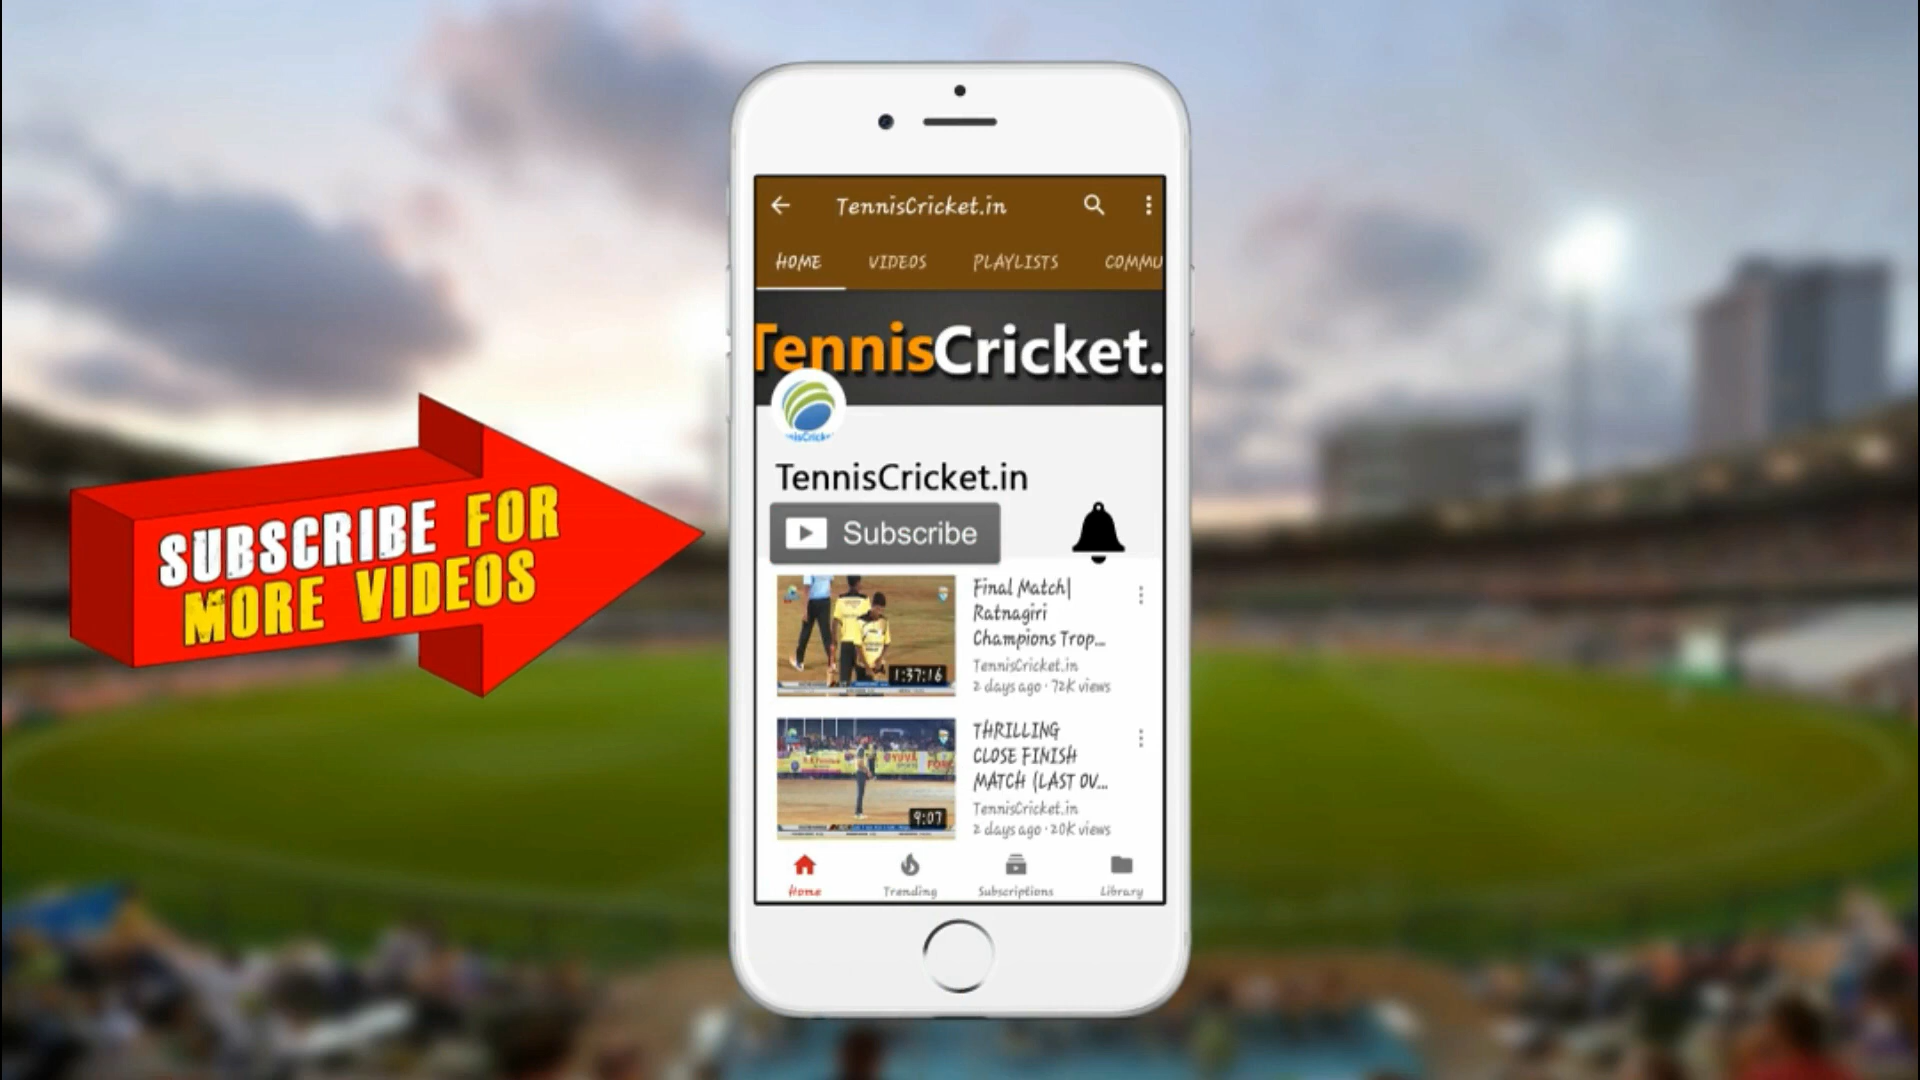 SUBSCRIBE FOR
MORE VIDEOS
TennisCricket.in
HOME VIDEOS PLAYLISTS COMMU
TennisCricket.
TennisCricket.in
Subscribe
Final Match|
Ratnagiri
Champions Trop...
TennisCricket.in
2 days ago · 72K views
1:37:16
THRILLING
CLOSE FINISH
MATCH (LAST OV...
TennisCricket.in
2 days ago · 20K views
9:07
Home Trending Subscriptions Library